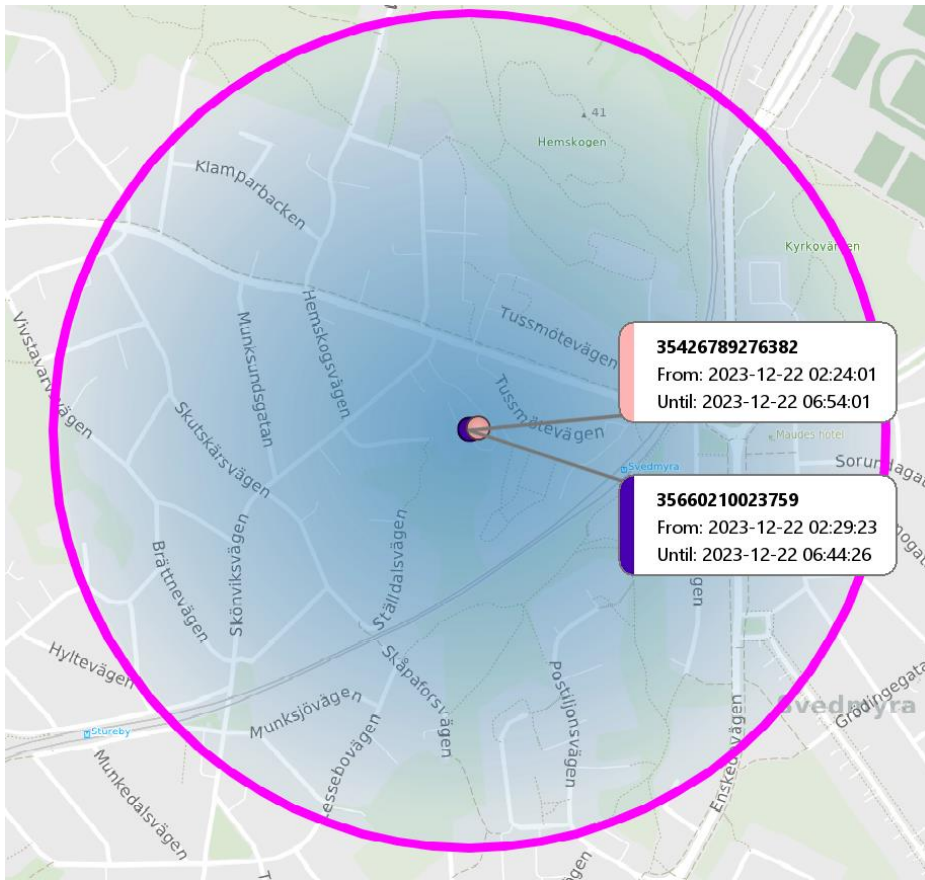 41
Hemskogen
Klamparbacken
Kyrkovängen
Hemskogsvägen
Munksundsgatan
Tussmötevägen
Vivstavarvsvägen
35426789276382
From: 2023-12-22 02:24:01
Until: 2023-12-22 06:54:01
Tussmötevägen
Skutskärsvägen
Maudes hotel
Svedmyra
35660210023759
From: 2023-12-22 02:29:23
Until: 2023-12-22 06:44:26
Skönviksvägen
Ställdalsvägen
Brättnevägen
Hyltevägen
Skåpaforsvägen
Postiljonsvägen
Munksjövägen
Svedmyra
Stureby
Lessebovägen
Enskedevägen
Munkedalsvägen